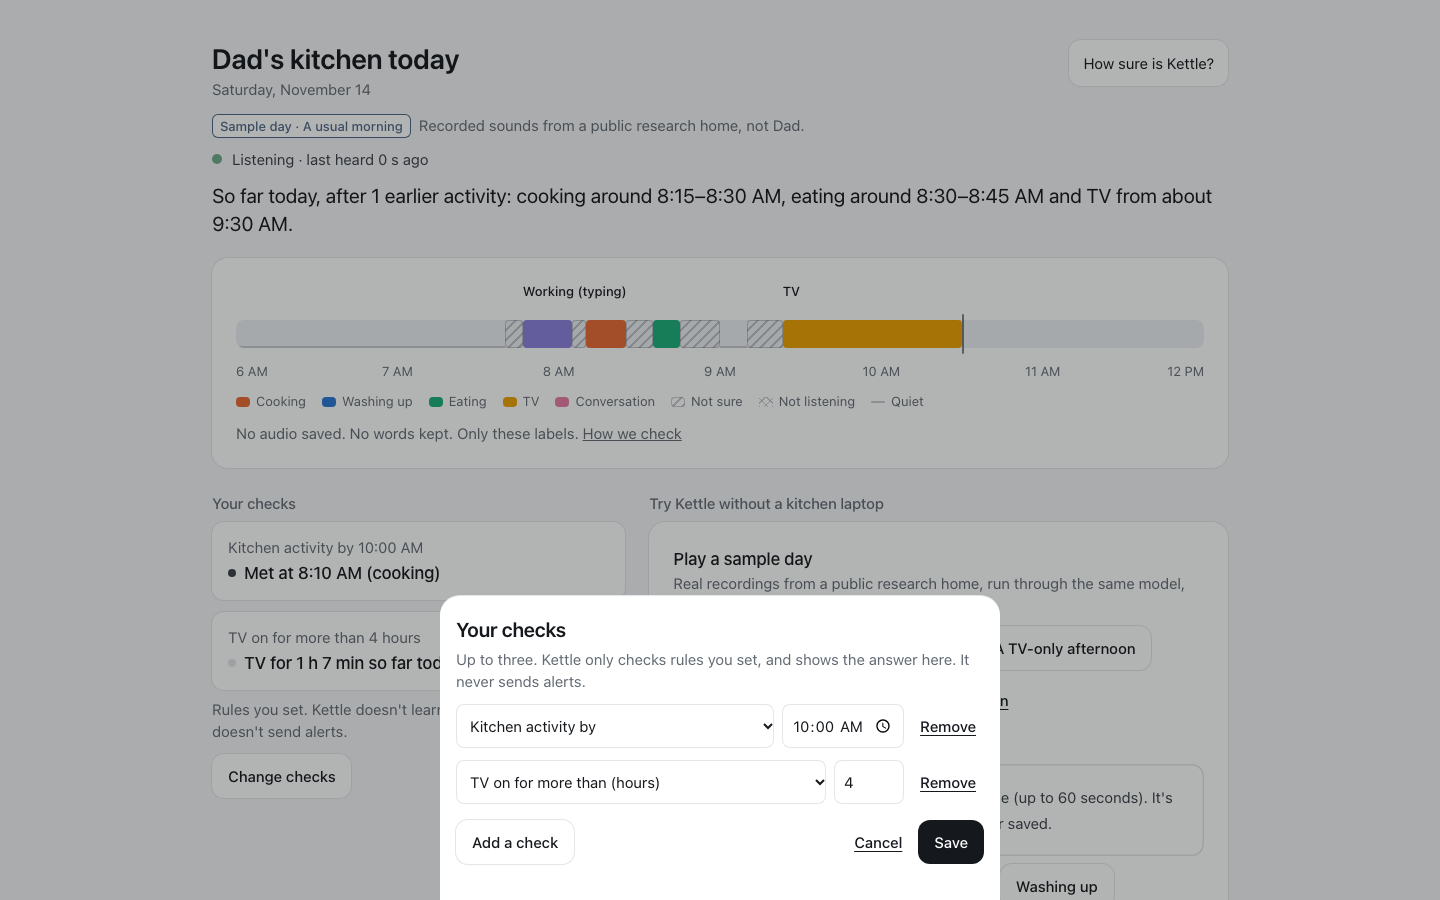 Dad's kitchen today
How sure is Kettle?
Saturday, November 14
Sample day · A usual morning Recorded sounds from a public research home, not Dad.
Listening · last heard 0 s ago
So far today, after 1 earlier activity: cooking around 8:15–8:30 AM, eating around 8:30–8:45 AM and TV from about
9:30 AM.
Working (typing) TV
6 AM 7 AM 8 AM 9 AM 10 AM 11 AM 12 PM
Cooking Washing up Eating TV Conversation Not sure Not listening Quiet
No audio saved. No words kept. Only these labels. How we check
Your checks
Kitchen activity by 10:00 AM
Met at 8:10 AM (cooking)
TV on for more than 4 hours
TV for 1 h 7 min so far tod
Rules you set. Kettle doesn't lear
doesn't send alerts.
Change checks
Try Kettle without a kitchen laptop
Play a sample day
Real recordings from a public research home, run through the same model,
A TV-only afternoon
n
e (up to 60 seconds). It's
r saved.
Washing up
Your checks
Up to three. Kettle only checks rules you set, and shows the answer here. It
never sends alerts.
Kitchen activity by 10:00 AM Remove
TV on for more than (hours) 4 Remove
Add a check Cancel Save